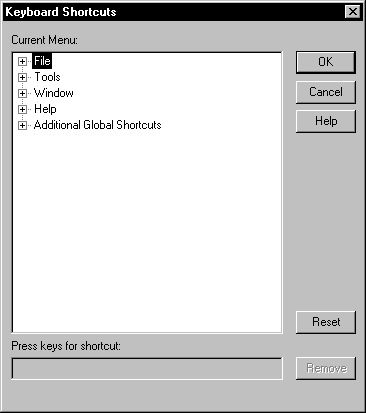 Keyboard Shortcuts
Current Menu:
File
Tools
Window
Help
Additional Global Shortcuts
OK
Cancel
Help
Reset
Press keys for shortcut:
Remove